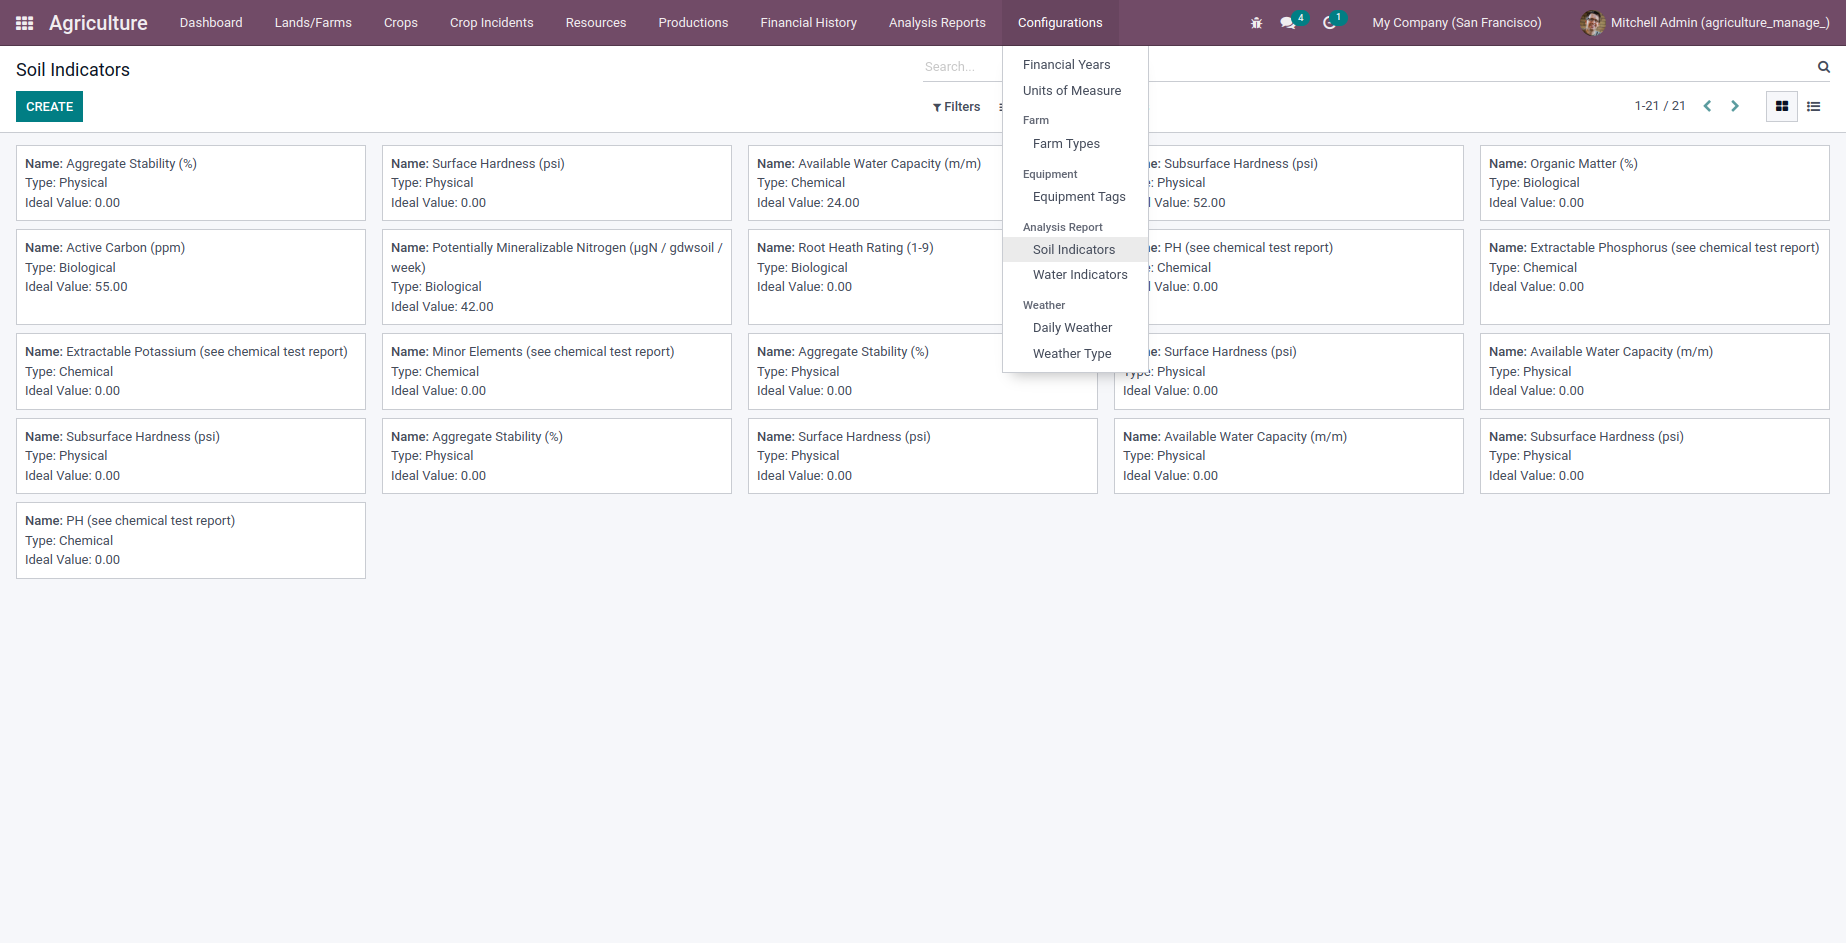 Agriculture Dashboard Lands/Farms Crops Crop Incidents Resources Productions Financial History Analysis Reports Configurations 4 1 My Company (San Francisco) Mitchell Admin (agriculture_manage_)
Soil Indicators
Search...
CREATE
Filters
1-21 / 21
Financial Years
Units of Measure
Farm
Farm Types
Equipment
Equipment Tags
Analysis Report
Soil Indicators
Water Indicators
Weather
Daily Weather
Weather Type
Name: Aggregate Stability (%)
Type: Physical
Ideal Value: 0.00
Name: Surface Hardness (psi)
Type: Physical
Ideal Value: 0.00
Name: Available Water Capacity (m/m)
Type: Chemical
Ideal Value: 24.00
Subsurface Hardness (psi)
Physical
Value: 52.00
Name: Organic Matter (%)
Type: Biological
Ideal Value: 0.00
Name: Active Carbon (ppm)
Type: Biological
Ideal Value: 55.00
Name: Potentially Mineralizable Nitrogen (µgN / gdwsoil /
week)
Type: Biological
Ideal Value: 42.00
Name: Root Heath Rating (1-9)
Type: Biological
Ideal Value: 0.00
PH (see chemical test report)
Chemical
Value: 0.00
Name: Extractable Phosphorus (see chemical test report)
Type: Chemical
Ideal Value: 0.00
Name: Extractable Potassium (see chemical test report)
Type: Chemical
Ideal Value: 0.00
Name: Minor Elements (see chemical test report)
Type: Chemical
Ideal Value: 0.00
Name: Aggregate Stability (%)
Type: Physical
Ideal Value: 0.00
Surface Hardness (psi)
Type: Physical
Ideal Value: 0.00
Name: Available Water Capacity (m/m)
Type: Physical
Ideal Value: 0.00
Name: Subsurface Hardness (psi)
Type: Physical
Ideal Value: 0.00
Name: Aggregate Stability (%)
Type: Physical
Ideal Value: 0.00
Name: Surface Hardness (psi)
Type: Physical
Ideal Value: 0.00
Name: Available Water Capacity (m/m)
Type: Physical
Ideal Value: 0.00
Name: Subsurface Hardness (psi)
Type: Physical
Ideal Value: 0.00
Name: PH (see chemical test report)
Type: Chemical
Ideal Value: 0.00